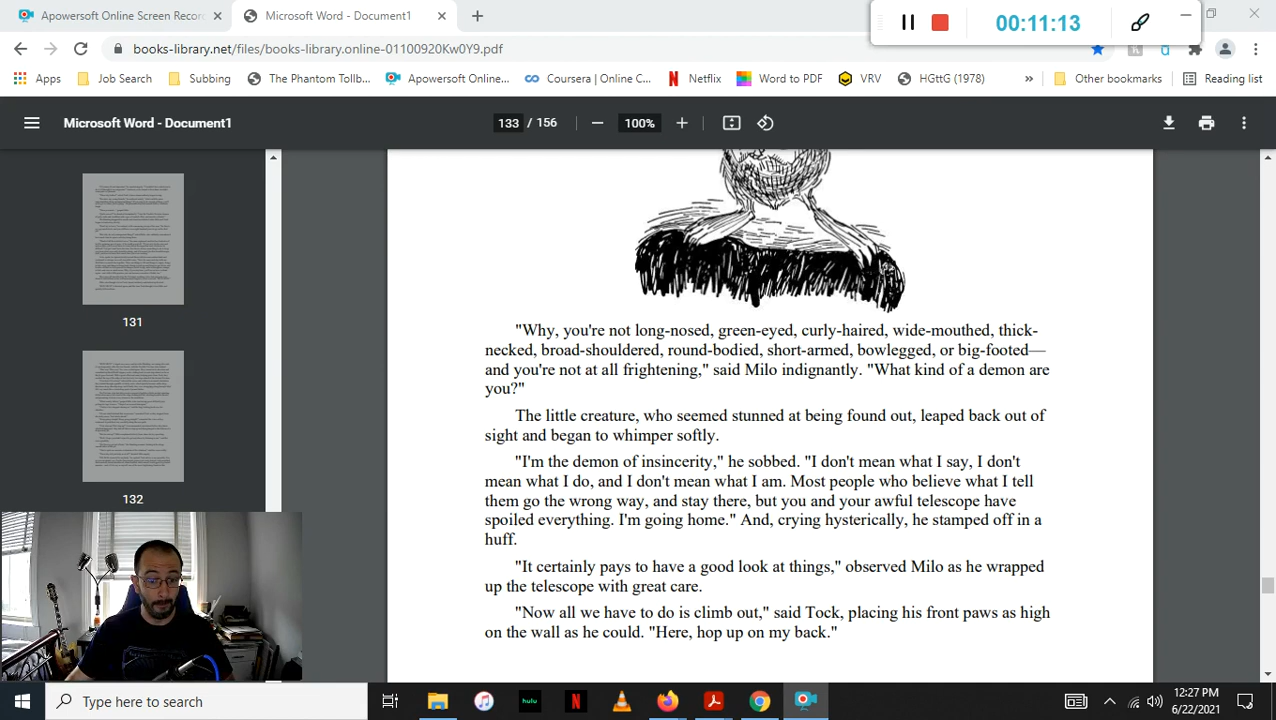 Apowersoft Online Screen Recor
Microsoft Word - Document1
00:11:13
books-library.net/files/books-library.online-01100920Kw0Y9.pdf
Apps
Job Search
Subbing
The Phantom Tollb...
Apowersoft Online...
Coursera | Online C...
Netflix
Word to PDF
VRV
HGttG (1978)
»
Other bookmarks
Reading list
Microsoft Word - Document1
133 / 156
100%
131
132
"Why, you're not long-nosed, green-eyed, curly-haired, wide-mouthed, thick-
necked, broad-shouldered, round-bodied, short-armed, bowlegged, or big-footed—
and you're not at all frightening," said Milo indignantly. "What kind of a demon are
you?"
The little creature, who seemed stunned at being found out, leaped back out of
sight and began to whimper softly.
"I'm the demon of insincerity," he sobbed. "I don't mean what I say, I don't
mean what I do, and I don't mean what I am. Most people who believe what I tell
them go the wrong way, and stay there, but you and your awful telescope have
spoiled everything. I'm going home." And, crying hysterically, he stamped off in a
huff.
"It certainly pays to have a good look at things," observed Milo as he wrapped
up the telescope with great care.
"Now all we have to do is climb out," said Tock, placing his front paws as high
on the wall as he could. "Here, hop up on my back."
Type here to search
hulu
12:27 PM
6/22/2021